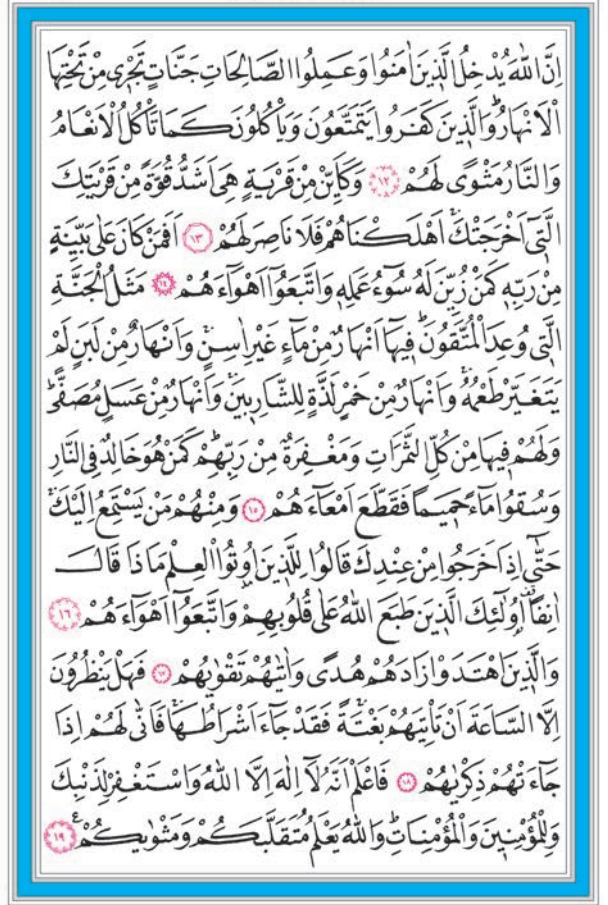 اِنَّ اللّٰهَ يُدْخِلُ الَّذٖينَ اٰمَنُوا وَعَمِلُوا الصَّالِحَاتِ جَنَّاتٍ تَجْرٖى مِنْ تَحْتِهَا
الْاَنْهَارُؕ وَالَّذٖينَ كَفَرُوا يَتَمَتَّعُونَ وَيَاْكُلُونَ كَمَا تَاْكُلُ الْاَنْعَامُ
وَالنَّارُ مَثْوًى لَهُمْ ﴿١٢﴾ وَكَاَيِّنْ مِنْ قَرْيَةٍ هِىَ اَشَدُّ قُوَّةً مِنْ قَرْيَتِكَ
الَّتٖٓى اَخْرَجَتْكَۚ اَهْلَكْنَاهُمْ فَلَا نَاصِرَ لَهُمْ ﴿١٣﴾ اَفَمَنْ كَانَ عَلٰى بَيِّنَةٍ
مِنْ رَبِّهٖ كَمَنْ زُيِّنَ لَهُ سُٓوءُ عَمَلِهٖ وَاتَّبَعُٓوا اَهْوَٓاءَهُمْ ﴿١٤﴾ مَثَلُ الْجَنَّةِ
الَّتٖى وُعِدَ الْمُتَّقُونَؕ فٖيهَٓا اَنْهَارٌ مِنْ مَٓاءٍ غَيْرِ اٰسِنٍۚ وَاَنْهَارٌ مِنْ لَبَنٍ لَمْ
يَتَغَيَّرْ طَعْمُهُۚ وَاَنْهَارٌ مِنْ خَمْرٍ لَذَّةٍ لِلشَّارِبٖينَۚ وَاَنْهَارٌ مِنْ عَسَلٍ مُصَفًّىؕ
وَلَهُمْ فٖيهَا مِنْ كُلِّ الثَّمَرَاتِ وَمَغْفِرَةٌ مِنْ رَبِّهِمْؕ كَمَنْ هُوَ خَالِدٌ فِى النَّارِ
وَسُقُوا مَٓاءً حَمٖيمًا فَقَطَّعَ اَمْعَٓاءَهُمْ ﴿١٥﴾ وَمِنْهُمْ مَنْ يَسْتَمِعُ اِلَيْكَۚ
حَتّٰٓى اِذَا خَرَجُوا مِنْ عِنْدِكَ قَالُوا لِلَّذٖينَ اُو۫تُوا الْعِلْمَ مَاذَا قَالَ
اٰنِفًا اُو۬لٰٓئِكَ الَّذٖينَ طَبَعَ اللّٰهُ عَلٰى قُلُوبِهِمْ وَاتَّبَعُٓوا اَهْوَٓاءَهُمْ ﴿١٦﴾
وَالَّذٖينَ اهْتَدَوْا زَادَهُمْ هُدًى وَاٰتٰيهُمْ تَقْوٰيهُمْ ﴿١٧﴾ فَهَلْ يَنْظُرُونَ
اِلَّا السَّاعَةَ اَنْ تَاْتِيَهُمْ بَغْتَةًۚ فَقَدْ جَٓاءَ اَشْرَاطُهَاۚ فَاَنّٰى لَهُمْ اِذَا
جَٓاءَتْهُمْ ذِكْرٰيهُمْ ﴿١٨﴾ فَاعْلَمْ اَنَّهُ لَٓا اِلٰهَ اِلَّا اللّٰهُ وَاسْتَغْفِرْ لِذَنْبِكَ
وَلِلْمُؤْمِنٖينَ وَالْمُؤْمِنَاتِؕ وَاللّٰهُ يَعْلَمُ مُتَقَلَّبَكُمْ وَمَثْوٰيكُمْ ﴿١٩﴾ ع